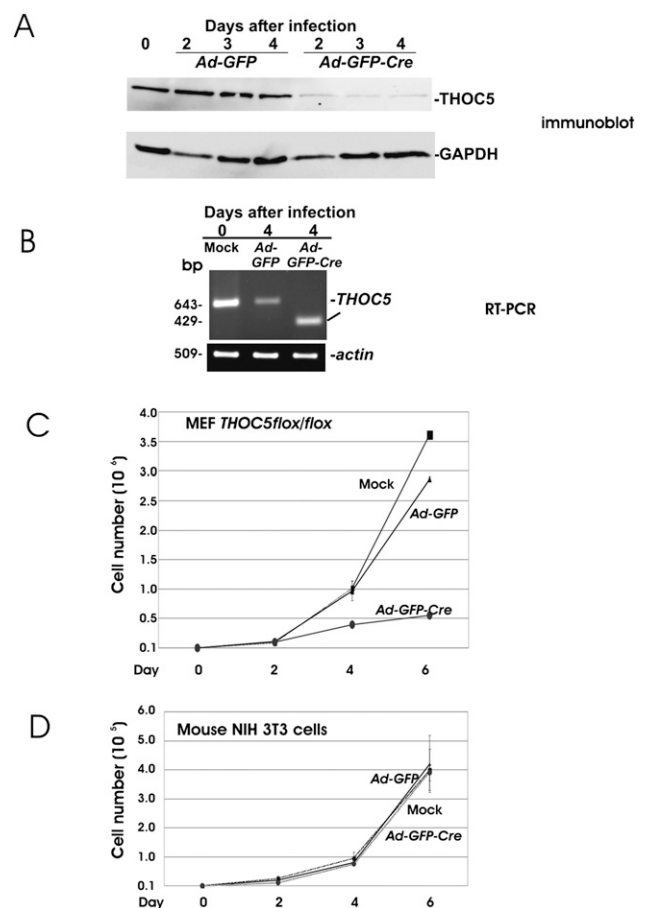 A
Days after infection
0 2 3 4 2 3 4
Ad-GFP Ad-GFP-Cre
-THOC5
immunoblot
-GAPDH
B
Days after infection
0 4 4
Mock Ad-GFP Ad-GFP-Cre
bp
643- -THOC5
429-
RT-PCR
509- -actin
C
MEF THOC5flox/flox
Cell number (10 ⁶)
4.0
3.5
3.0
2.5
2.0
1.5
1.0
0.5
0.1
Mock
Ad-GFP
Ad-GFP-Cre
Day 0 2 4 6
D
Mouse NIH 3T3 cells
Cell number (10 ⁵)
6.0
5.0
4.0
3.0
2.0
1.0
0.1
Ad-GFP
Mock
Ad-GFP-Cre
Day 0 2 4 6